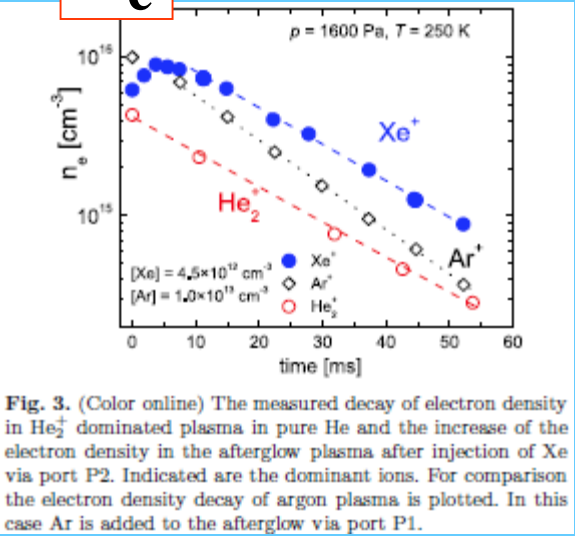 e
p = 1600 Pa, T = 250 K
10¹⁶
nₑ [cm⁻³]
Xe⁺
He₂⁺
10¹⁵
Ar⁺
[Xe] = 4.5×10¹² cm⁻³
[Ar] = 1.0×10¹³ cm⁻³
Xe⁺
Ar⁺
He₂⁺
0 10 20 30 40 50 60
time [ms]
Fig. 3. (Color online) The measured decay of electron density
in He₂⁺ dominated plasma in pure He and the increase of the
electron density in the afterglow plasma after injection of Xe
via port P2. Indicated are the dominant ions. For comparison
the electron density decay of argon plasma is plotted. In this
case Ar is added to the afterglow via port P1.